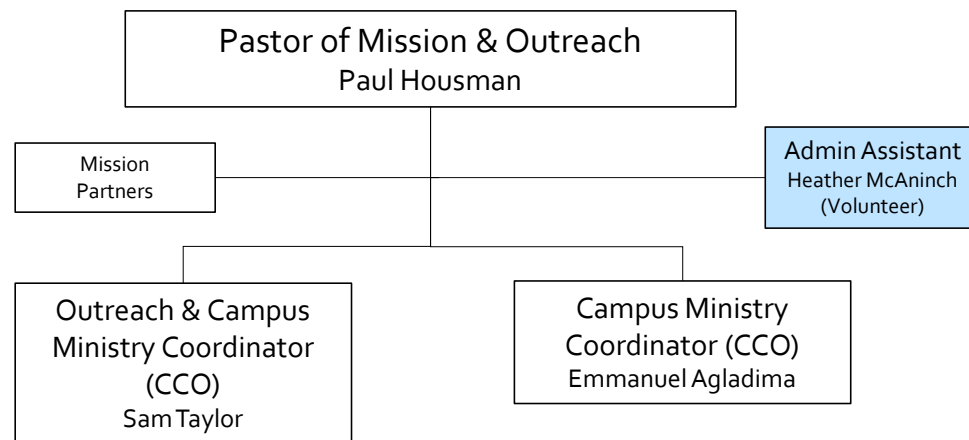 Pastor of Mission & Outreach
Paul Housman
Mission
Partners
Admin Assistant
Heather McAninch
(Volunteer)
Outreach & Campus
Ministry Coordinator
(CCO)
Sam Taylor
Campus Ministry
Coordinator (CCO)
Emmanuel Agladima